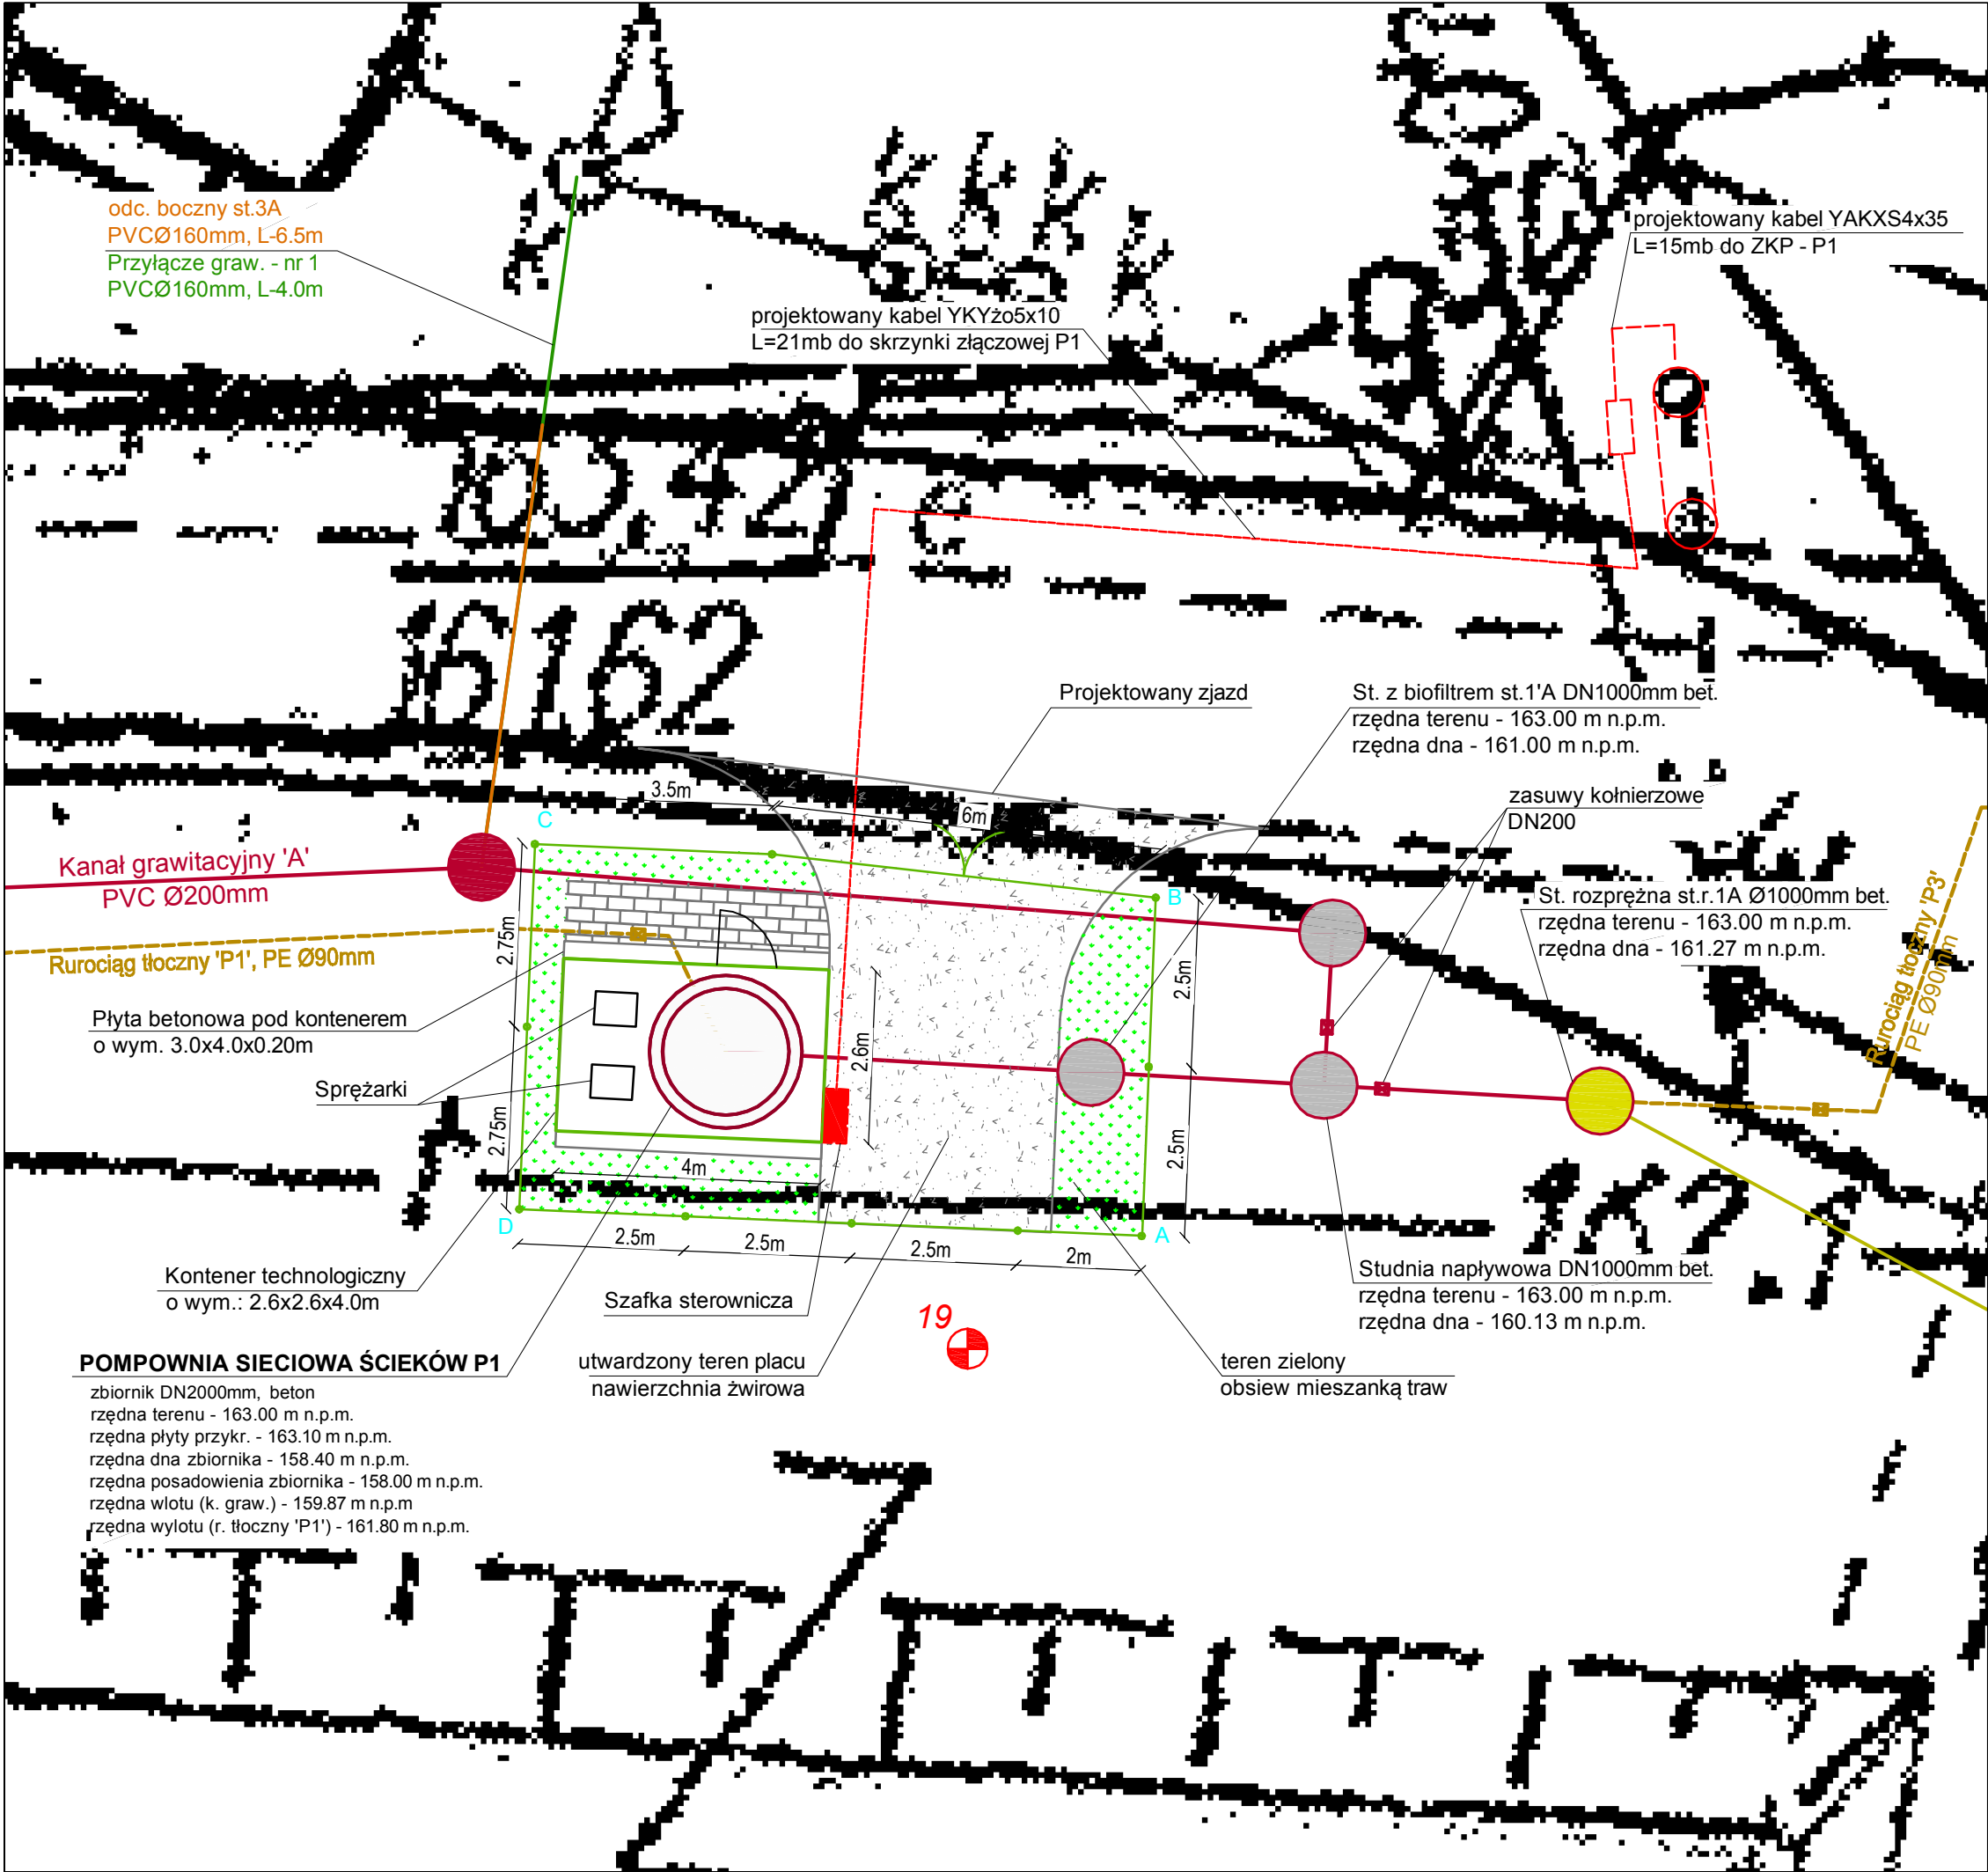 odc. boczny st.3A
PVCØ160mm, L-6.5m
Przyłącze graw. - nr 1
PVCØ160mm, L-4.0m
projektowany kabel YAKXS4x35
L=15mb do ZKP - P1
projektowany kabel YKYżo5x10
L=21mb do skrzynki złączowej P1
6162
Projektowany zjazd
St. z biofiltrem st.1'A DN1000mm bet.
rzędna terenu - 163.00 m n.p.m.
rzędna dna - 161.00 m n.p.m.
zasuwy kołnierzowe
DN200
3.5m
6m
C
B
Kanał grawitacyjny 'A'
PVC Ø200mm
St. rozprężna st.r.1A Ø1000mm bet.
rzędna terenu - 163.00 m n.p.m.
rzędna dna - 161.27 m n.p.m.
Rurociąg tłoczny 'P3'
PE Ø90mm
Rurociąg tłoczny 'P1', PE Ø90mm
2.75m
2.5m
Płyta betonowa pod kontenerem
o wym. 3.0x4.0x0.20m
2.6m
Sprężarki
2.75m
2.5m
4m
D
A
2.5m
2.5m
2.5m
2m
Kontener technologiczny
o wym.: 2.6x2.6x4.0m
Szafka sterownicza
19
Studnia napływowa DN1000mm bet.
rzędna terenu - 163.00 m n.p.m.
rzędna dna - 160.13 m n.p.m.
POMPOWNIA SIECIOWA ŚCIEKÓW P1
zbiornik DN2000mm, beton
rzędna terenu - 163.00 m n.p.m.
rzędna płyty przykr. - 163.10 m n.p.m.
rzędna dna zbiornika - 158.40 m n.p.m.
rzędna posadowienia zbiornika - 158.00 m n.p.m.
rzędna wlotu (k. graw.) - 159.87 m n.p.m
rzędna wylotu (r. tłoczny 'P1') - 161.80 m n.p.m.
utwardzony teren placu
nawierzchnia żwirowa
teren zielony
obsiew mieszanką traw